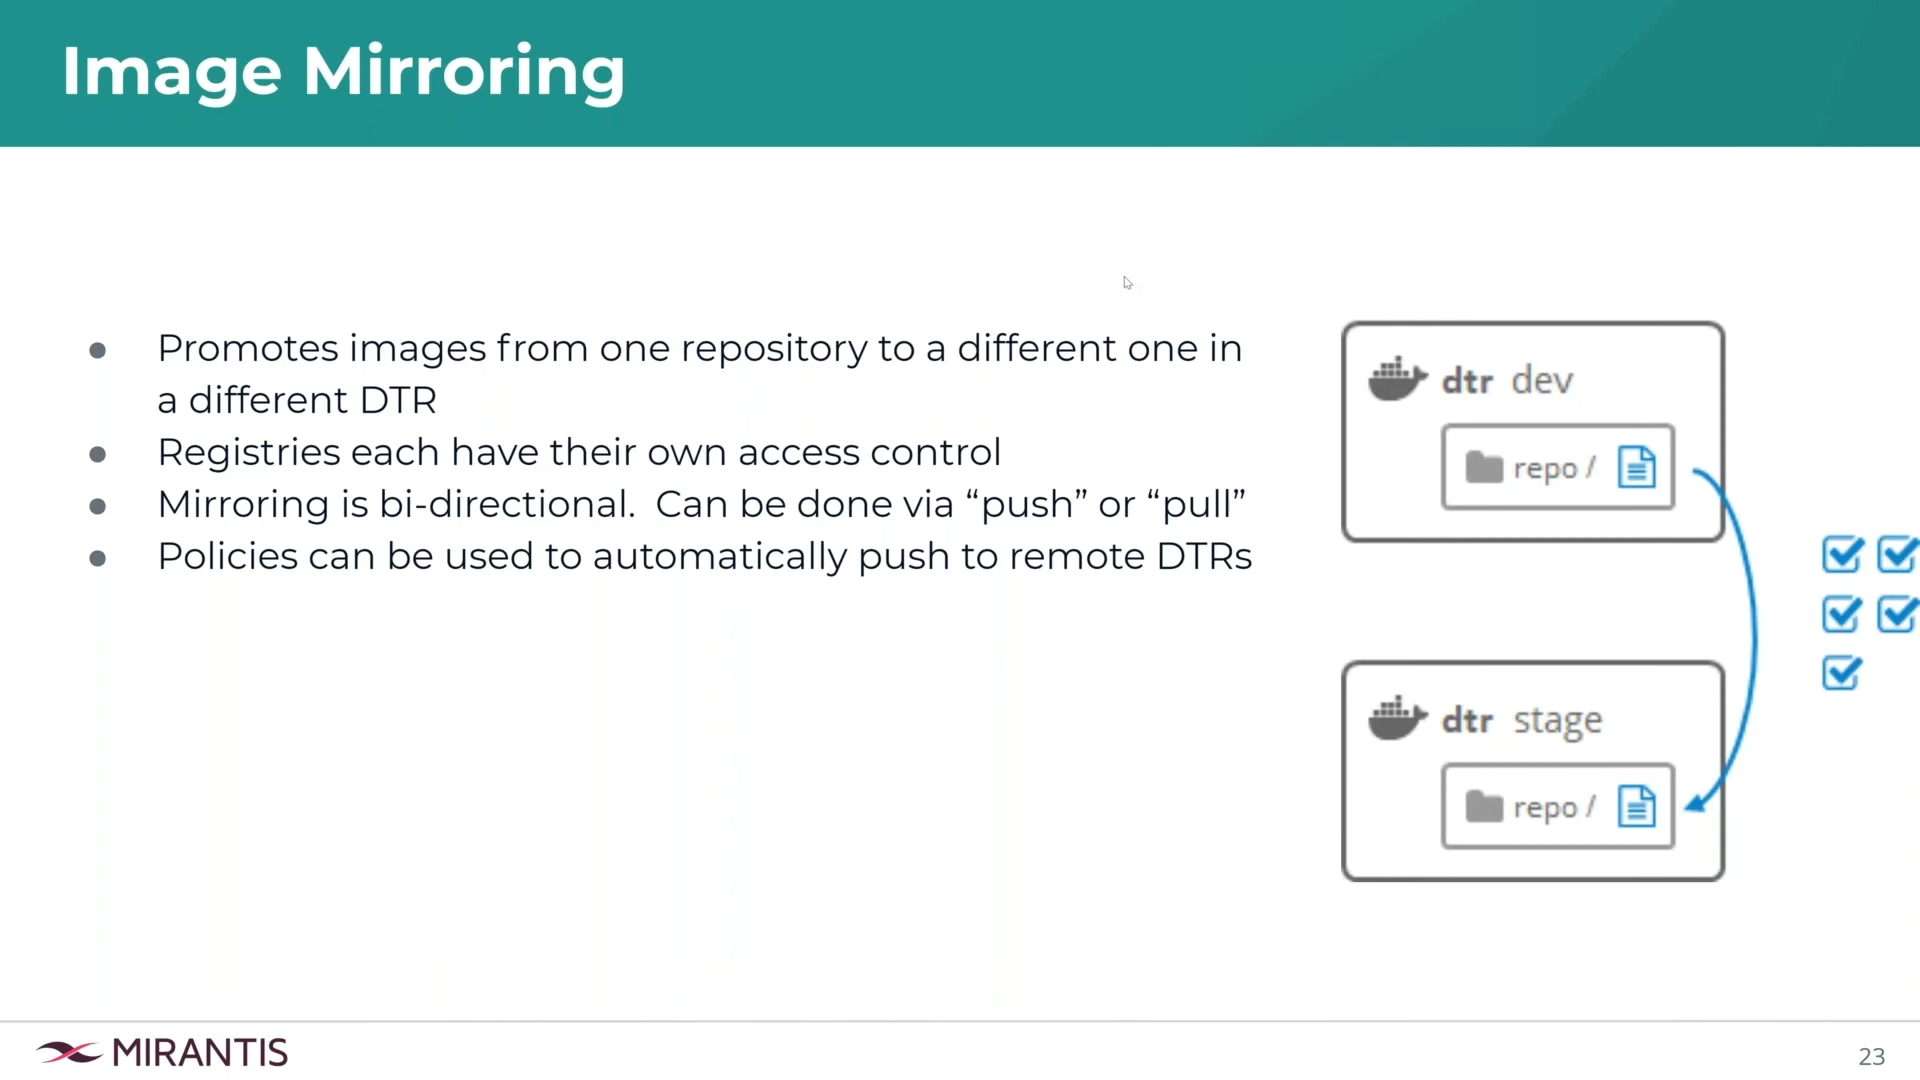 Image Mirroring
● Promotes images from one repository to a different one in
a different DTR
● Registries each have their own access control
● Mirroring is bi-directional.  Can be done via “push” or “pull”
● Policies can be used to automatically push to remote DTRs
dtr dev
repo /
dtr stage
repo /
MIRANTIS
23